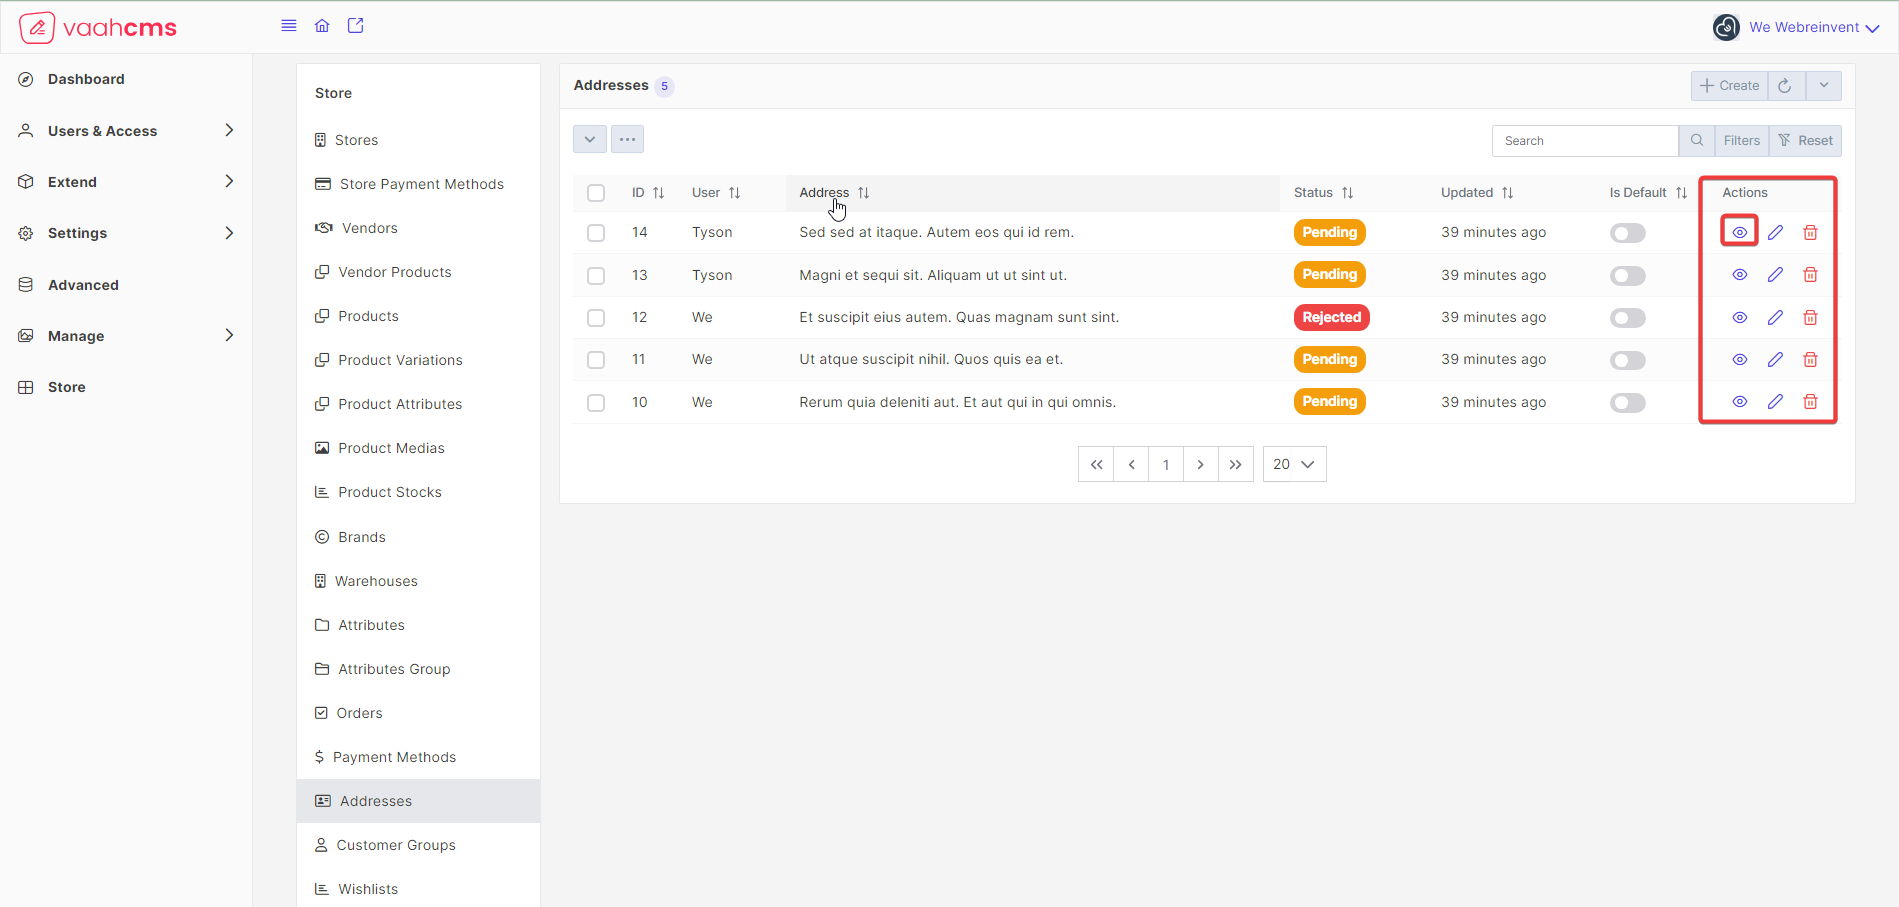 vaahcms
We Webreinvent
Dashboard
Users & Access
Extend
Settings
Advanced
Manage
Store
Store
Stores
Store Payment Methods
Vendors
Vendor Products
Products
Product Variations
Product Attributes
Product Medias
Product Stocks
Brands
Warehouses
Attributes
Attributes Group
Orders
Payment Methods
Addresses
Customer Groups
Wishlists
Addresses 5
Create
Search Filters Reset
ID User Address Status Updated Is Default Actions
14 Tyson Sed sed at itaque. Autem eos qui id rem. Pending 39 minutes ago
13 Tyson Magni et sequi sit. Aliquam ut ut sint ut. Pending 39 minutes ago
12 We Et suscipit eius autem. Quas magnam sunt sint. Rejected 39 minutes ago
11 We Ut atque suscipit nihil. Quos quis ea et. Pending 39 minutes ago
10 We Rerum quia deleniti aut. Et aut qui in qui omnis. Pending 39 minutes ago
1 20